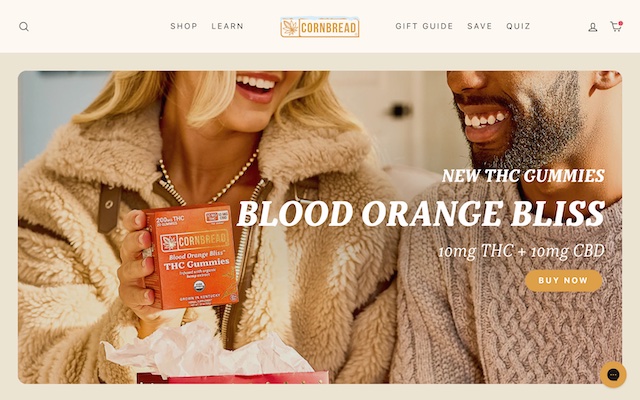 SHOP LEARN CORNBREAD GIFT GUIDE SAVE QUIZ
NEW THC GUMMIES
BLOOD ORANGE BLISS
10mg THC + 10mg CBD
BUY NOW
200mg THC
CORNBREAD
Blood Orange Bliss
THC Gummies
GROWN IN KENTUCKY